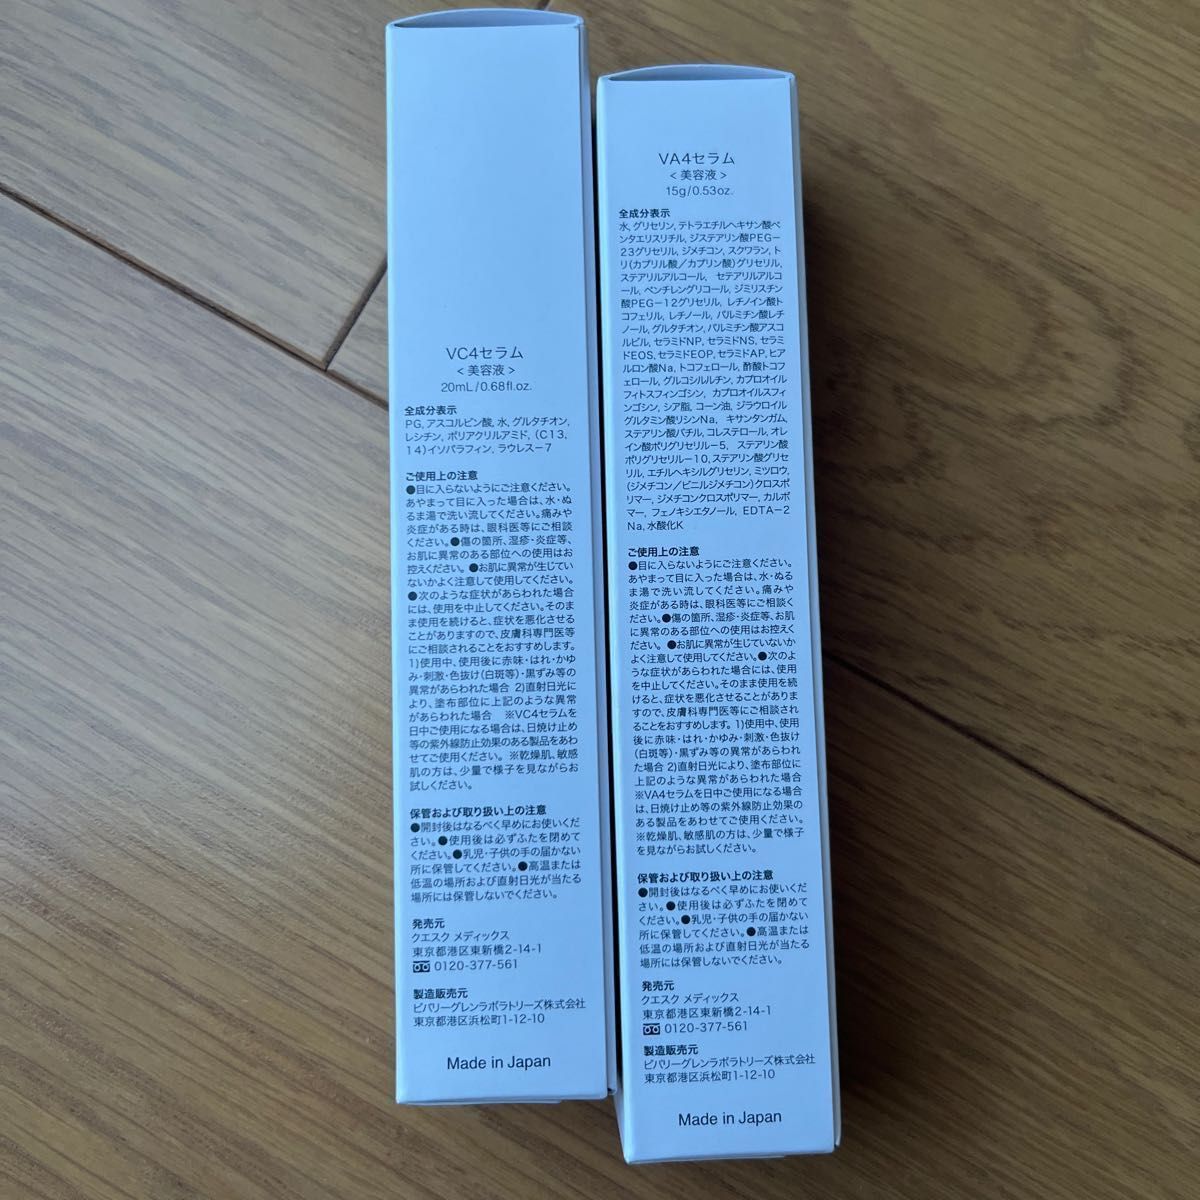 VC4セラム
<美容液>
20mL/0.68fl.oz.
全成分表示
PG, アスコルビン酸, 水, グルタチオン,
レシチン, ポリアクリルアミド, (C13,
14)イソパラフィン, ラウレス−7
ご使用上の注意
●目に入らないようにご注意ください。
あやまって目に入った場合は、水・ぬ
るま湯で洗い流してください。痛みや
炎症がある時は、眼科医等にご相談
ください。●傷の箇所、湿疹・炎症等、
お肌に異常のある部位への使用はお
控えください。●お肌に異常が生じてい
ないかよく注意して使用してください。
●次のような症状があらわれた場合
には、使用を中止してください。そのま
ま使用を続けると、症状を悪化させる
ことがありますので、皮膚科専門医等
にご相談されることをおすすめします。
1)使用中、使用後に赤味・はれ・かゆ
み・刺激・色抜け(白斑等)・黒ずみ等の
異常があらわれた場合 2)直射日光に
より、塗布部位に上記のような異常
があらわれた場合 ※VC4セラムを
日中ご使用になる場合は、日焼け止め
等の紫外線防止効果のある製品をあわ
せてご使用ください。※乾燥肌、敏感
肌の方は、少量で様子を見ながらお
試しください。
保管および取り扱い上の注意
●開封後はなるべく早めにお使いくだ
さい。●使用後は必ずふたを閉めて
ください。●乳児・子供の手の届かない
所に保管してください。●高温または
低温の場所および直射日光が当たる
場所には保管しないでください。
発売元
クエスク メディックス
東京都港区東新橋2-14-1
0120-377-561
製造販売元
ビバリーグレンラボラトリーズ株式会社
東京都港区浜松町1-12-10
Made in Japan
VA4セラム
<美容液>
15g/0.53oz.
全成分表示
水, グリセリン, テトラエチルヘキサン酸ペ
ンタエリスリチル, ジステアリン酸PEG−
23グリセリル, ジメチコン, スクワラン, ト
リ(カプリル酸/カプリン酸)グリセリル,
ステアリルアルコール, セテアリルアルコ
ール, ペンチレングリコール, ジミリスチン
酸PEG−12グリセリル, レチノイン酸ト
コフェリル, レチノール, パルミチン酸レチ
ノール, グルタチオン, パルミチン酸アスコ
ルビル, セラミドNP, セラミドNS, セラミ
ドEOS, セラミドEOP, セラミドAP, ヒア
ルロン酸Na, トコフェロール, 酢酸トコフ
ェロール, グルコシルルチン, カプロオイル
フィトスフィンゴシン, カプロオイルスフィ
ンゴシン, シア脂, コーン油, ジラウロイル
グルタミン酸リシンNa, キサンタンガム,
ステアリン酸バチル, コレステロール, オレ
イン酸ポリグリセリル−5, ステアリン酸
ポリグリセリル−10, ステアリン酸グリセ
リル, エチルヘキシルグリセリン, ミツロウ,
(ジメチコン/ビニルジメチコン)クロスポ
リマー, ジメチコンクロスポリマー, カルボ
マー, フェノキシエタノール, EDTA−2
Na, 水酸化K
ご使用上の注意
●目に入らないようにご注意ください。
あやまって目に入った場合は、水・ぬる
ま湯で洗い流してください。痛みや
炎症がある時は、眼科医等にご相談く
ださい。●傷の箇所、湿疹・炎症等、お肌
に異常のある部位への使用はお控えく
ださい。●お肌に異常が生じていないか
よく注意して使用してください。●次のよ
うな症状があらわれた場合には、使用
を中止してください。そのまま使用を続
けると、症状を悪化させることがありま
すので、皮膚科専門医等にご相談され
ることをおすすめします。1)使用中、使用
後に赤味・はれ・かゆみ・刺激・色抜け
(白斑等)・黒ずみ等の異常があらわれ
た場合 2)直射日光により、塗布部位に
上記のような異常があらわれた場合
※VA4セラムを日中ご使用になる場合
は、日焼け止め等の紫外線防止効果の
ある製品をあわせてご使用ください。
※乾燥肌、敏感肌の方は、少量で様子
を見ながらお試しください。
保管および取り扱い上の注意
●開封後はなるべく早めにお使いくだ
さい。●使用後は必ずふたを閉めて
ください。●乳児・子供の手の届かない
所に保管してください。●高温または
低温の場所および直射日光が当たる
場所には保管しないでください。
発売元
クエスク メディックス
東京都港区東新橋2-14-1
0120-377-561
製造販売元
ビバリーグレンラボラトリーズ株式会社
東京都港区浜松町1-12-10
Made in Japan